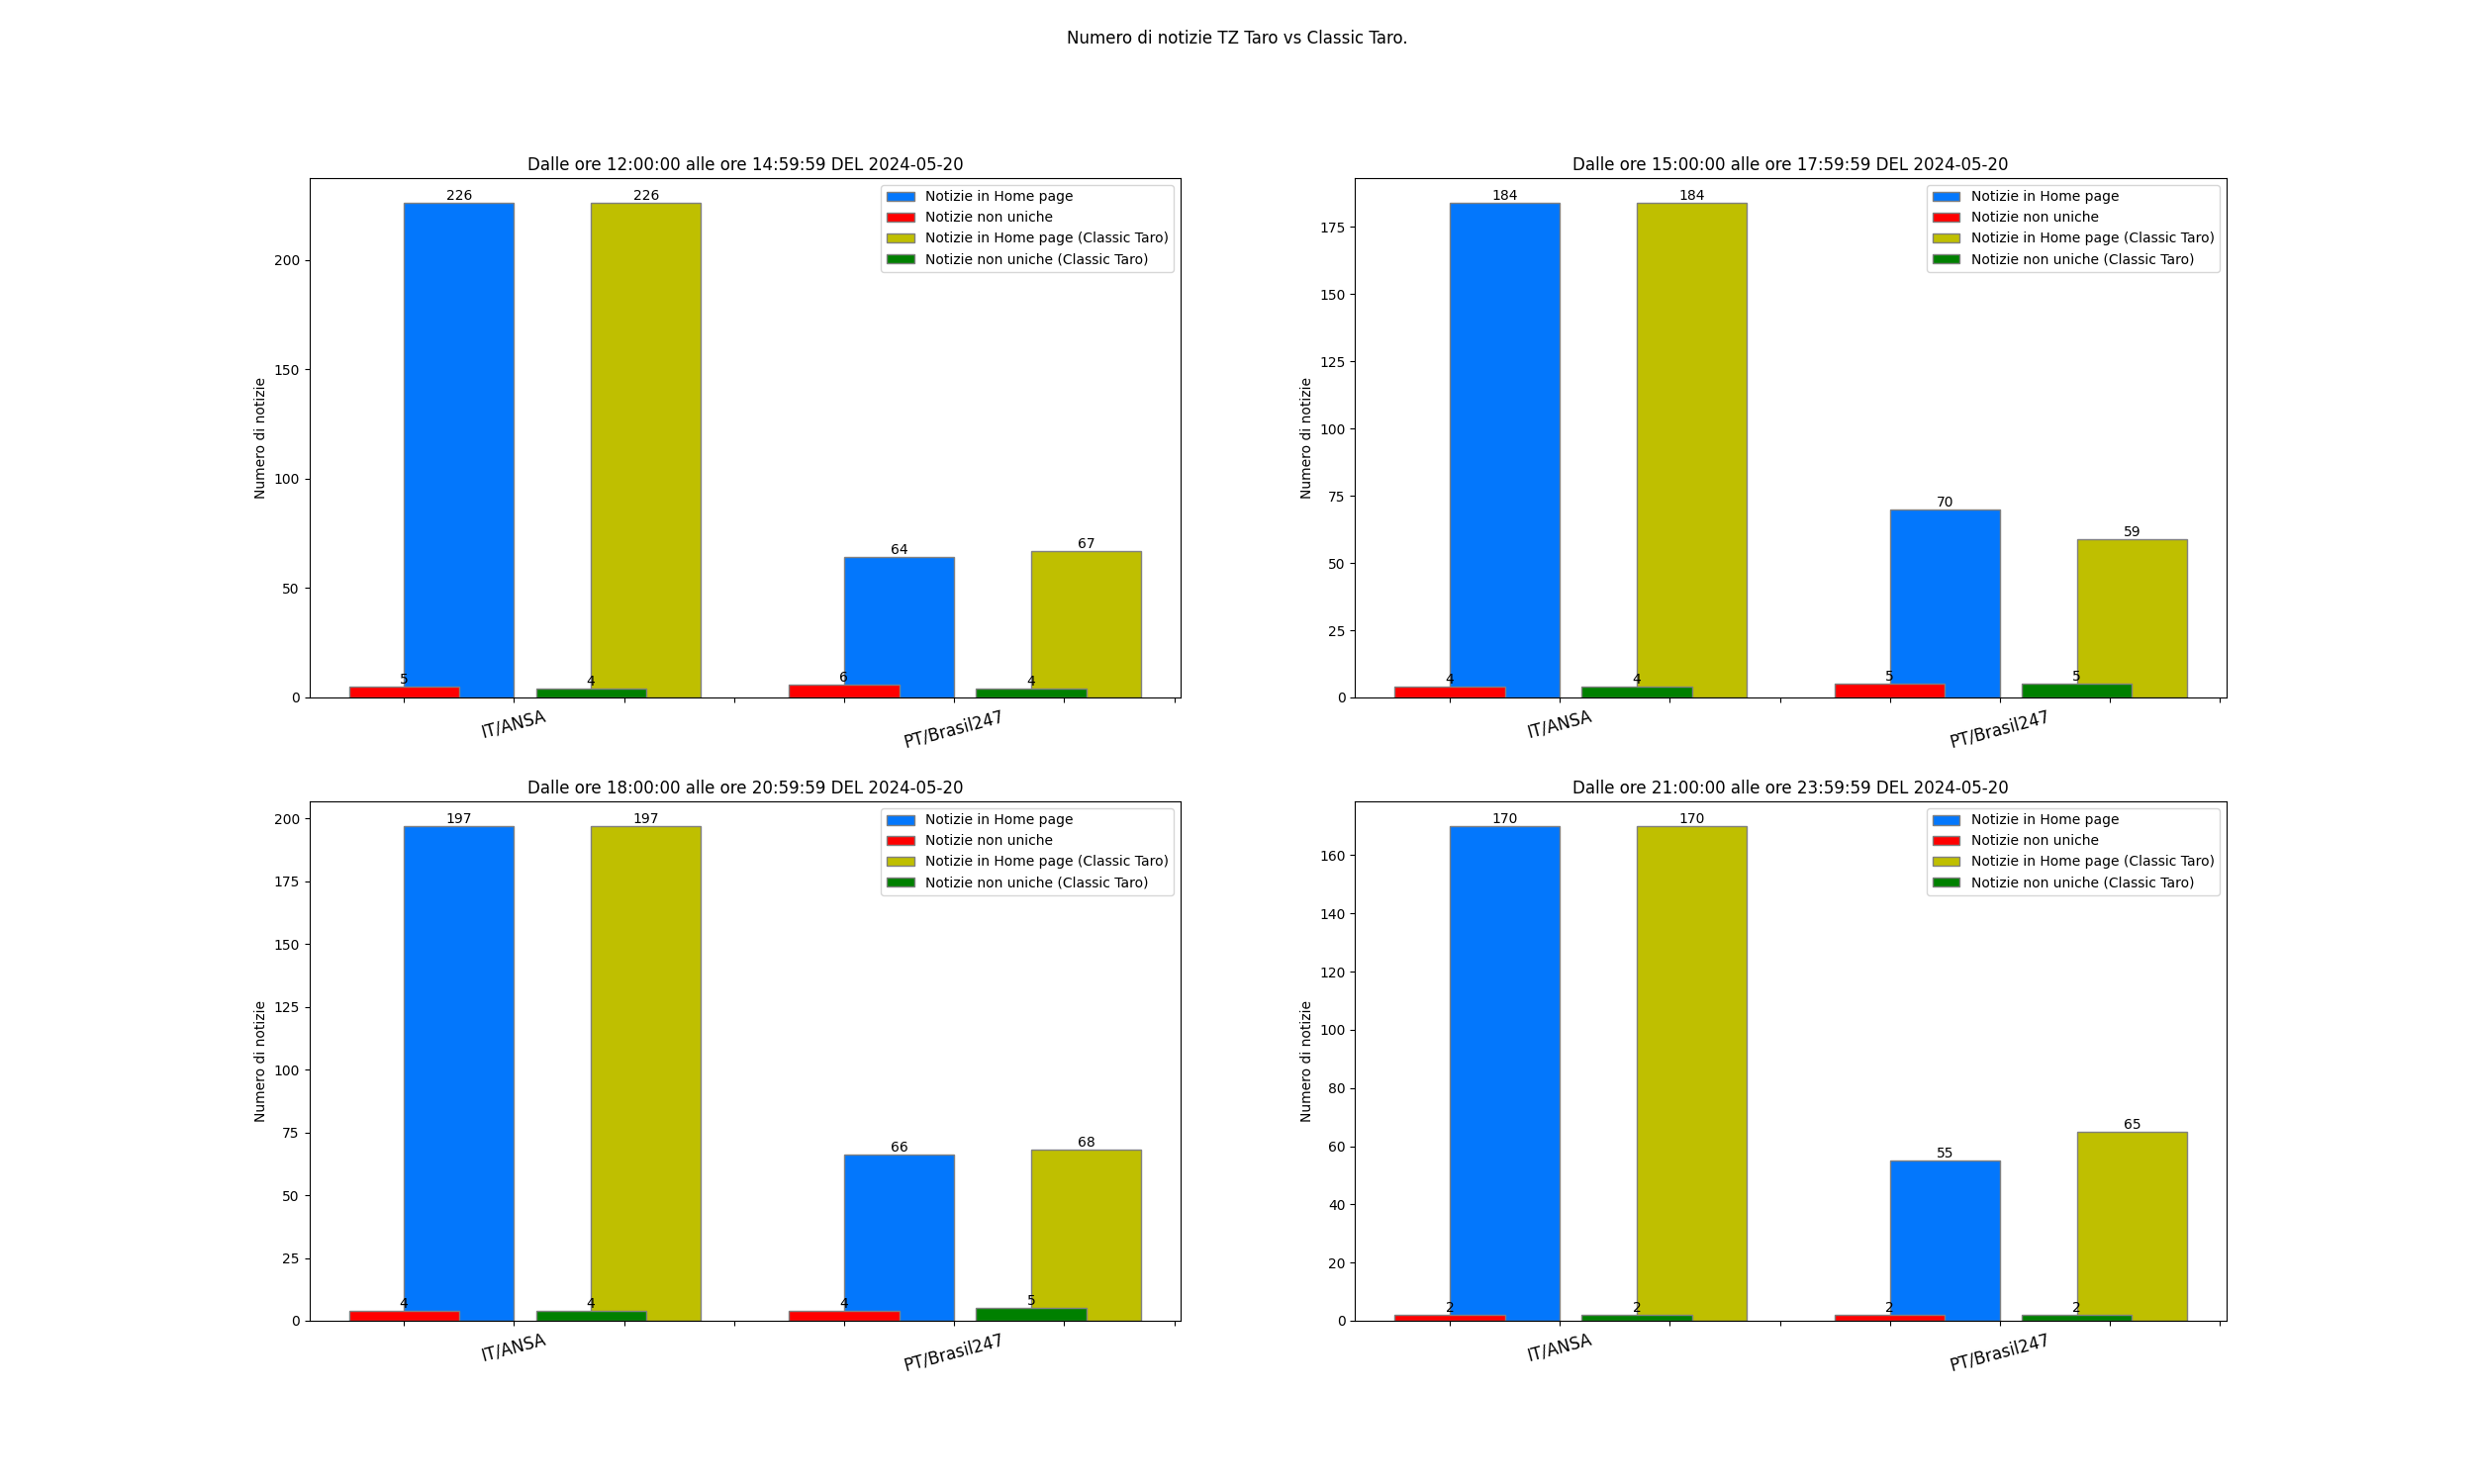 Numero di notizie TZ Taro vs Classic Taro.
Dalle ore 12:00:00 alle ore 14:59:59 DEL 2024-05-20
Numero di notizie
200
150
100
50
0
226
226
64
67
5
4
6
4
Notizie in Home page
Notizie non uniche
Notizie in Home page (Classic Taro)
Notizie non uniche (Classic Taro)
IT/ANSA
PT/Brasil247
Dalle ore 15:00:00 alle ore 17:59:59 DEL 2024-05-20
Numero di notizie
175
150
125
100
75
50
25
0
184
184
70
59
4
4
5
5
Notizie in Home page
Notizie non uniche
Notizie in Home page (Classic Taro)
Notizie non uniche (Classic Taro)
IT/ANSA
PT/Brasil247
Dalle ore 18:00:00 alle ore 20:59:59 DEL 2024-05-20
Numero di notizie
200
175
150
125
100
75
50
25
0
197
197
66
68
4
4
4
5
Notizie in Home page
Notizie non uniche
Notizie in Home page (Classic Taro)
Notizie non uniche (Classic Taro)
IT/ANSA
PT/Brasil247
Dalle ore 21:00:00 alle ore 23:59:59 DEL 2024-05-20
Numero di notizie
160
140
120
100
80
60
40
20
0
170
170
55
65
2
2
2
2
Notizie in Home page
Notizie non uniche
Notizie in Home page (Classic Taro)
Notizie non uniche (Classic Taro)
IT/ANSA
PT/Brasil247